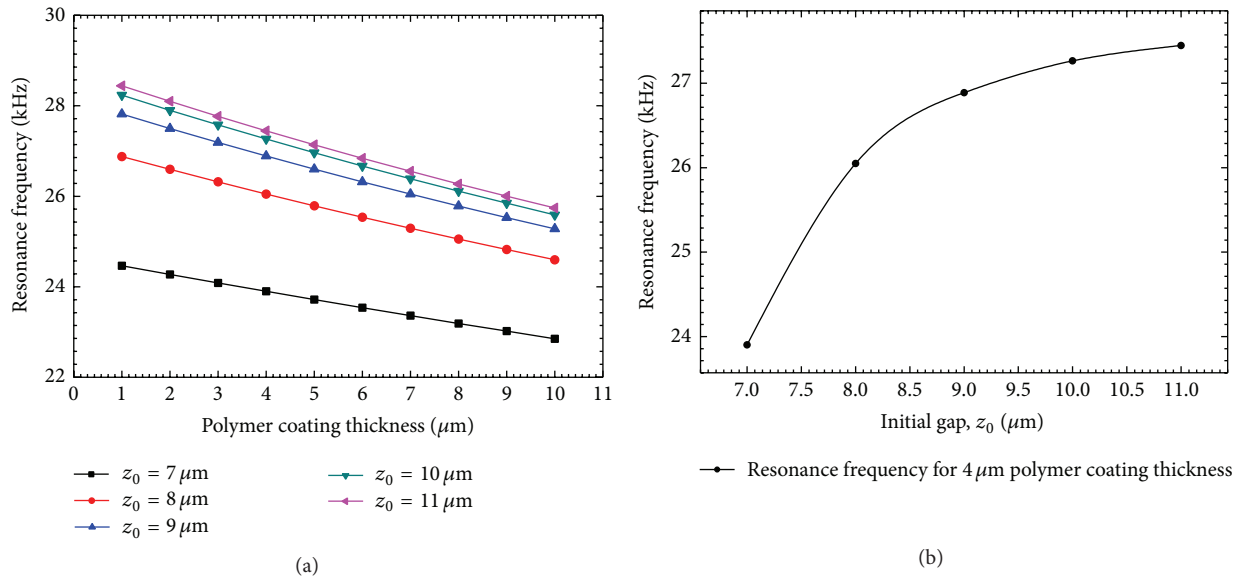 30
28
26
24
22
Resonance frequency (kHz)
0 1 2 3 4 5 6 7 8 9 10 11
Polymer coating thickness (μm)
z0 = 7 μm
z0 = 8 μm
z0 = 9 μm
z0 = 10 μm
z0 = 11 μm
(a)
27
26
25
24
Resonance frequency (kHz)
7.0 7.5 8.0 8.5 9.0 9.5 10.0 10.5 11.0
Initial gap, z0 (μm)
Resonance frequency for 4 μm polymer coating thickness
(b)